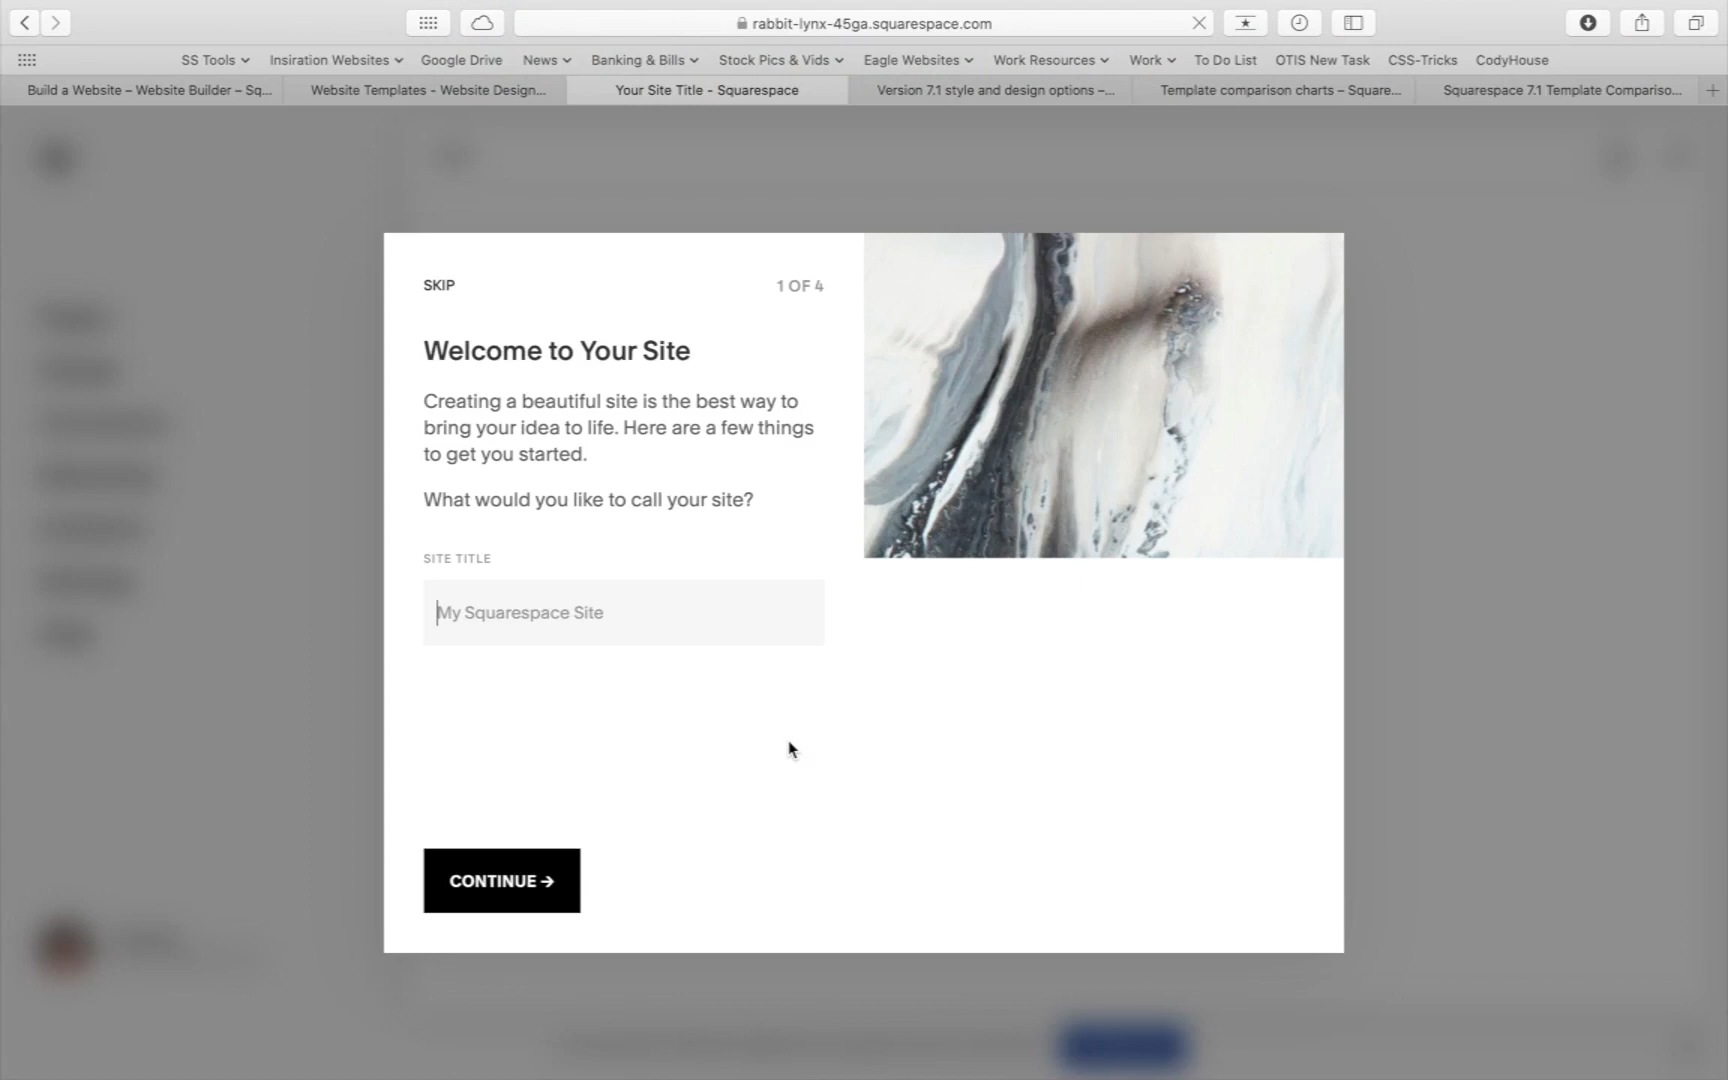 rabbit-lynx-45ga.squarespace.com
SS Tools Insiration Websites Google Drive News Banking & Bills Stock Pics & Vids Eagle Websites Work Resources Work To Do List OTIS New Task CSS-Tricks CodyHouse
Build a Website – Website Builder – Sq... Website Templates - Website Design... Your Site Title - Squarespace Version 7.1 style and design options –... Template comparison charts – Square... Squarespace 7.1 Template Compariso...
SKIP 1 OF 4
Welcome to Your Site
Creating a beautiful site is the best way to
bring your idea to life. Here are a few things
to get you started.
What would you like to call your site?
SITE TITLE
My Squarespace Site
CONTINUE →